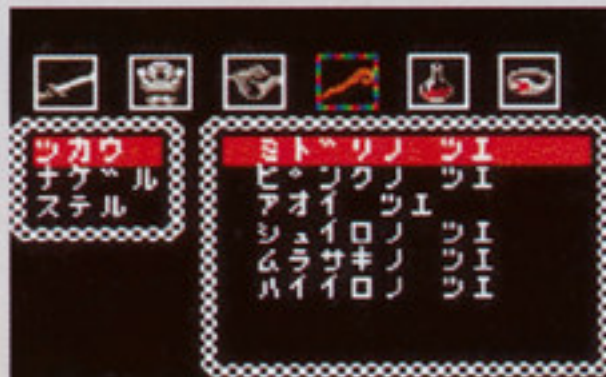 ツカウ
ナゲル
ステル
ミドリノ ツエ
ピンクノ ツエ
アオイ ツエ
シュイロノ ツエ
ムラサキノ ツエ
ハイイロノ ツエ